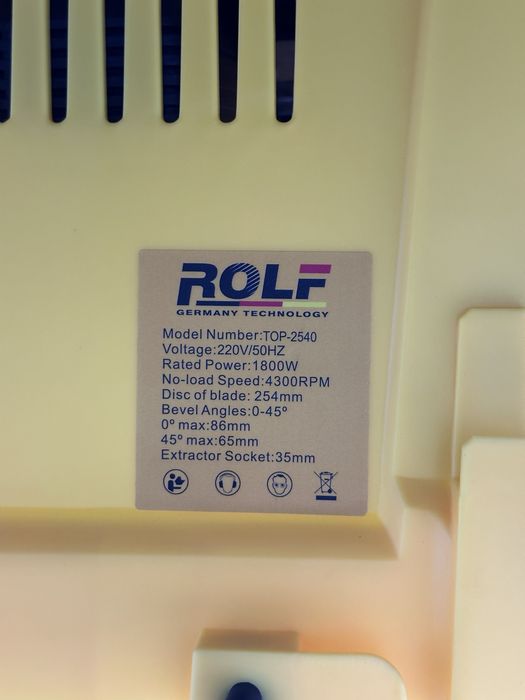 ROLF
GERMANY TECHNOLOGY
Model Number:TOP-2540
Voltage:220V/50HZ
Rated Power:1800W
No-load Speed:4300RPM
Disc of blade: 254mm
Bevel Angles:0-45º
0º max:86mm
45º max:65mm
Extractor Socket:35mm